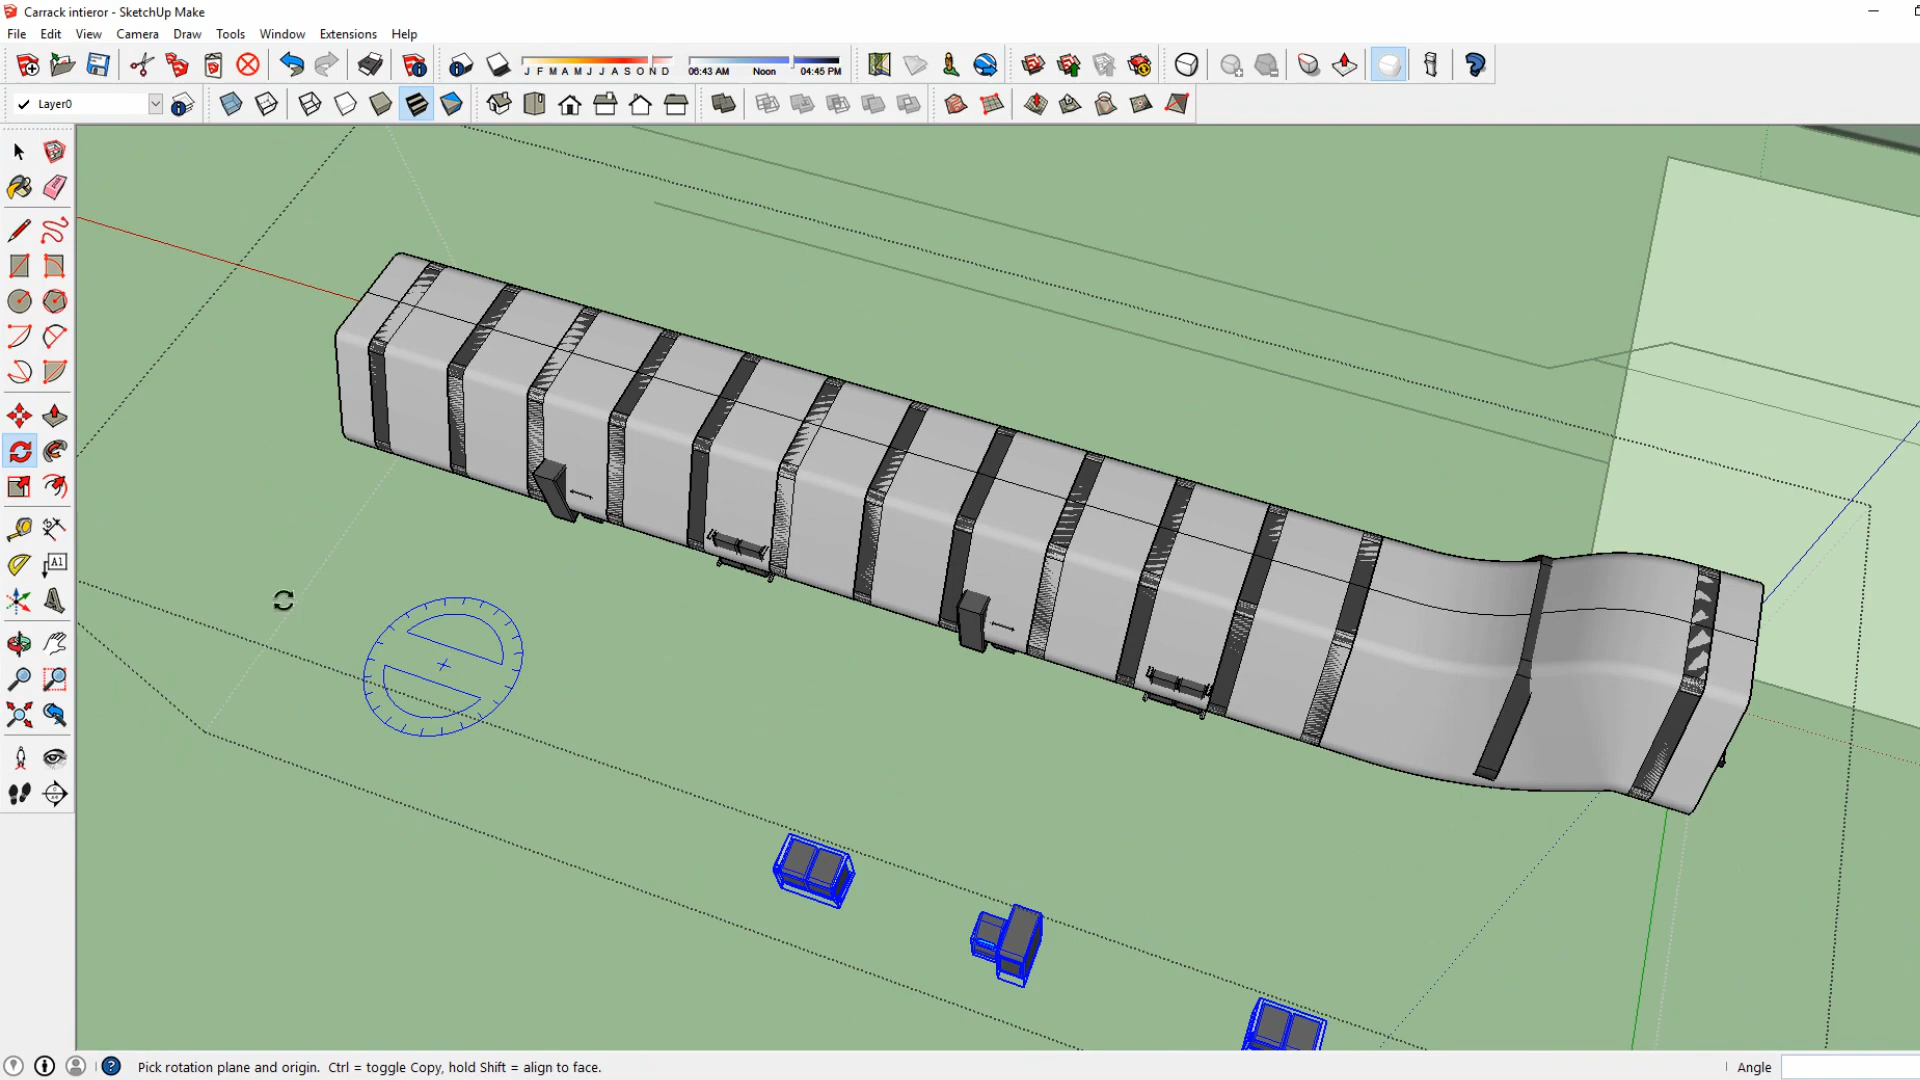 Carrack intieror - SketchUp Make
File Edit View Camera Draw Tools Window Extensions Help
J F M A M J J A S O N D
06:43 AM Noon 04:45 PM
Layer0
A1
Pick rotation plane and origin. Ctrl = toggle Copy, hold Shift = align to face.
Angle